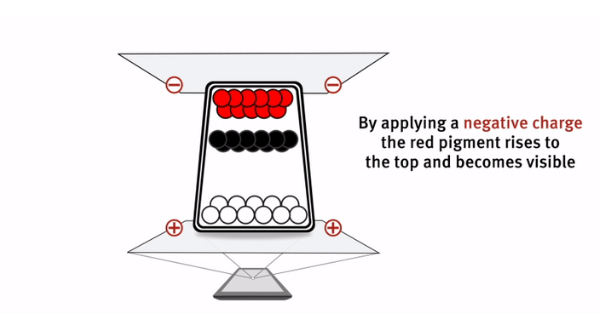 By applying a negative charge
the red pigment rises to
the top and becomes visible